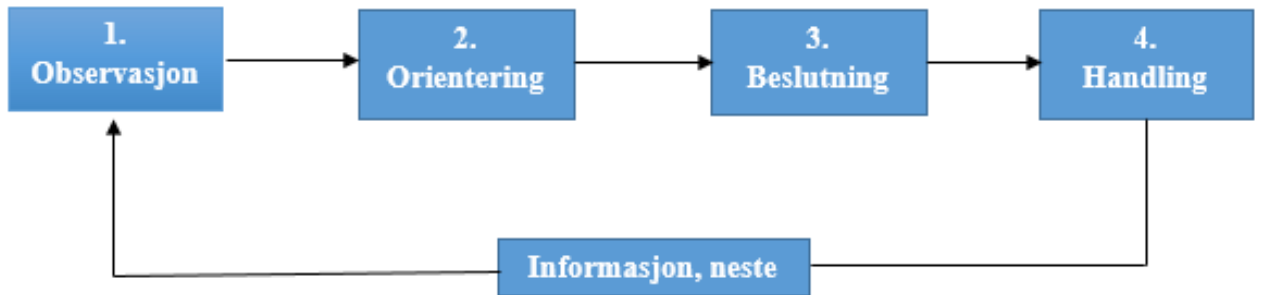 1.
Observasjon
2.
Orientering
3.
Beslutning
4.
Handling
Informasjon, neste